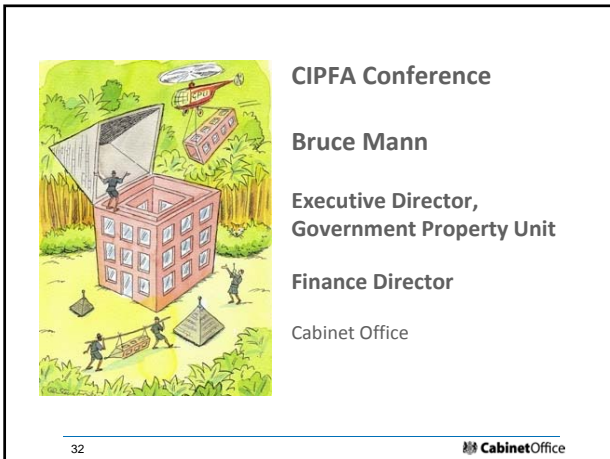 CIPFA Conference
Bruce Mann
Executive Director,
Government Property Unit
Finance Director
Cabinet Office
32
CabinetOffice